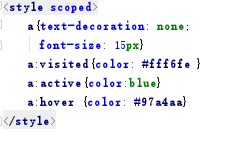 <style scoped>
a{text-decoration: none;
font-size: 15px}
a:visited{color: #fff6fe }
a:active{color:blue}
a:hover {color: #97a4aa}
</style>